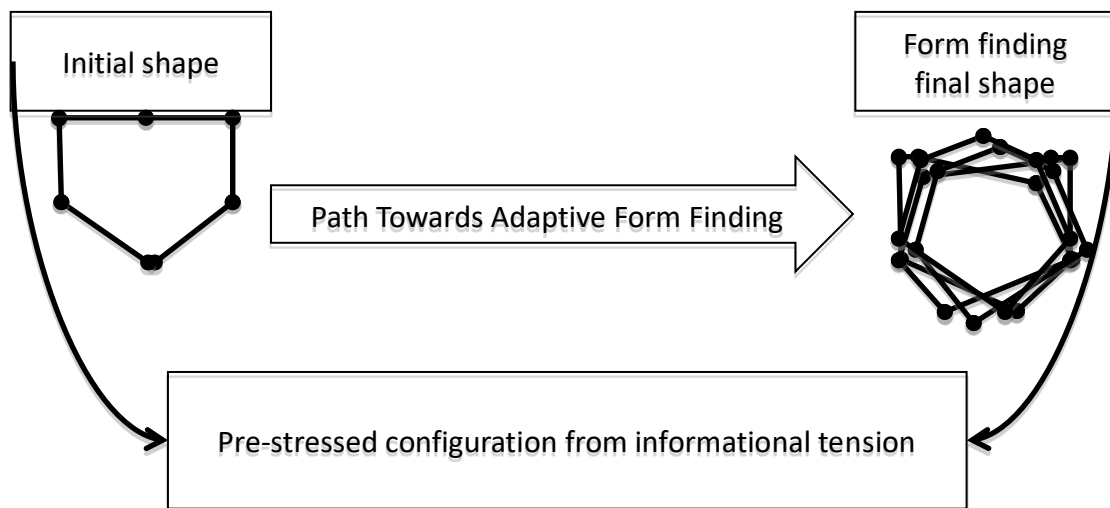 Initial shape
Form finding
final shape
Path Towards Adaptive Form Finding
Pre-stressed configuration from informational tension